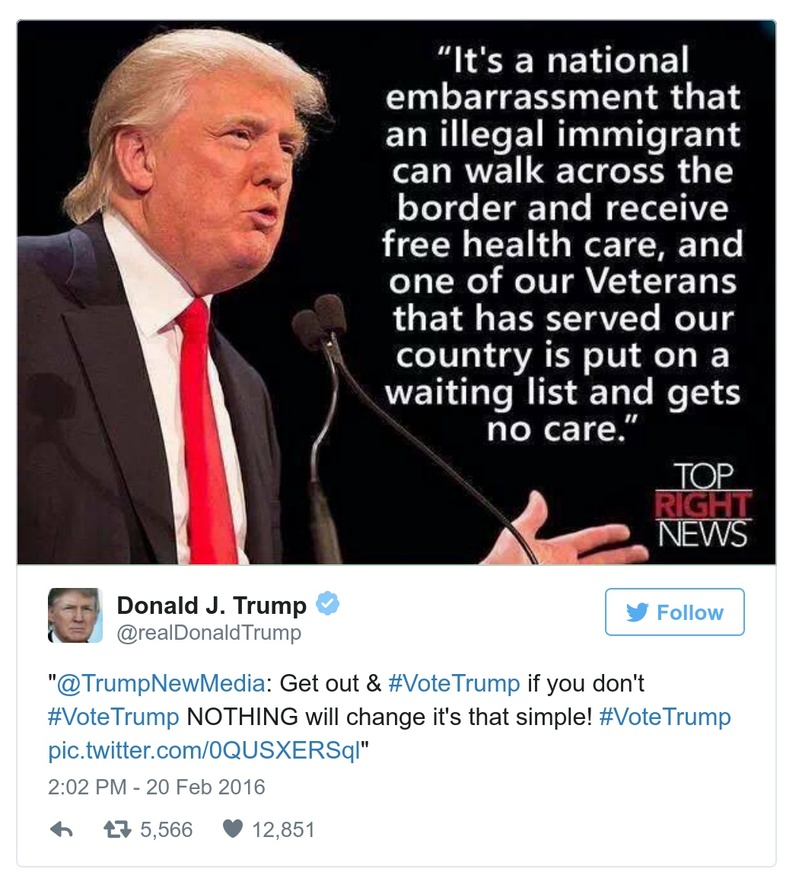 “It's a national
embarrassment that
an illegal immigrant
can walk across the
border and receive
free health care, and
one of our Veterans
that has served our
country is put on a
waiting list and gets
no care.”
TOP
RIGHT
NEWS
Donald J. Trump
@realDonaldTrump
Follow
"@TrumpNewMedia: Get out & #VoteTrump if you don't
#VoteTrump NOTHING will change it's that simple! #VoteTrump
pic.twitter.com/0QUSXERSql"
2:02 PM - 20 Feb 2016
5,566 12,851